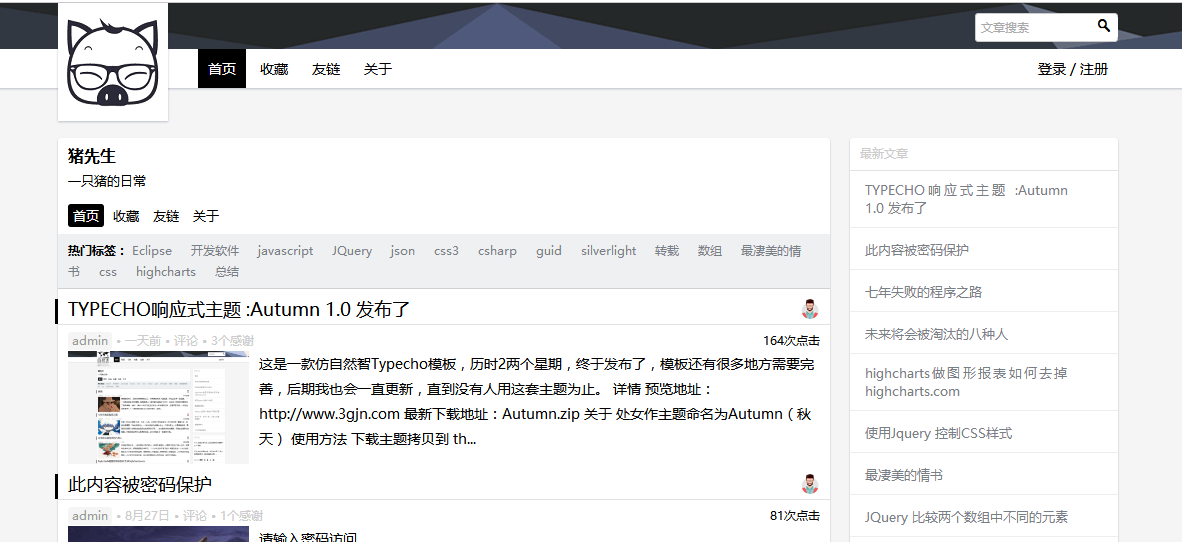 文章搜索
首页 收藏 友链 关于
登录 / 注册
猪先生
一只猪的日常
首页 收藏 友链 关于
热门标签： Eclipse 开发软件 javascript JQuery json css3 csharp guid silverlight 转载 数组 最凄美的情
书 css highcharts 总结
TYPECHO响应式主题 :Autumn 1.0 发布了
admin • 一天前 • 评论 • 3个感谢
164次点击
这是一款仿自然智Typecho模板，历时2两个星期，终于发布了，模板还有很多地方需要完
善，后期我也会一直更新，直到没有人用这套主题为止。 详情 预览地址：
http://www.3gjn.com 最新下载地址：Autumn.zip 关于 处女作主题命名为Autumn（秋
天） 使用方法 下载主题拷贝到 th...
此内容被密码保护
admin • 8月27日 • 评论 • 1个感谢
81次点击
请输入密码访问
最新文章
TYPECHO响应式主题 :Autumn
1.0 发布了
此内容被密码保护
七年失败的程序之路
未来将会被淘汰的八种人
highcharts做图形报表如何去掉
highcharts.com
使用Jquery 控制CSS样式
最凄美的情书
JQuery 比较两个数组中不同的元素